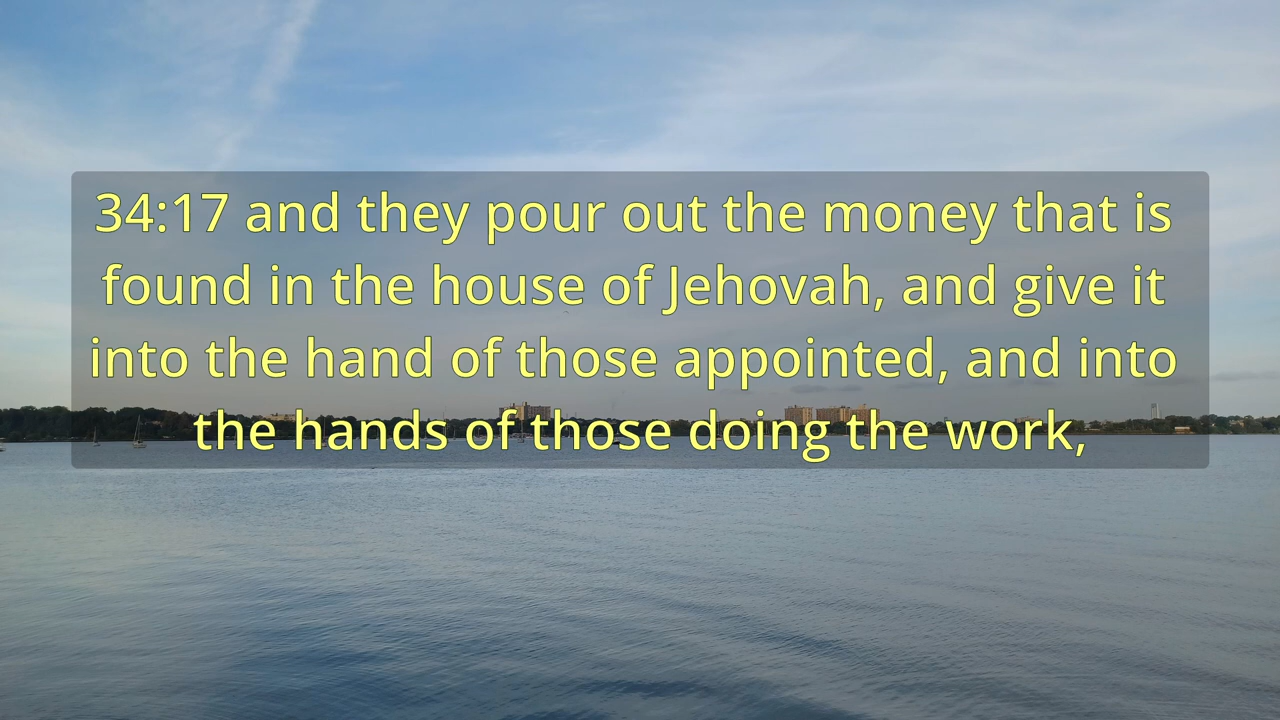 34:17 and they pour out the money that is
found in the house of Jehovah, and give it
into the hand of those appointed, and into
the hands of those doing the work,